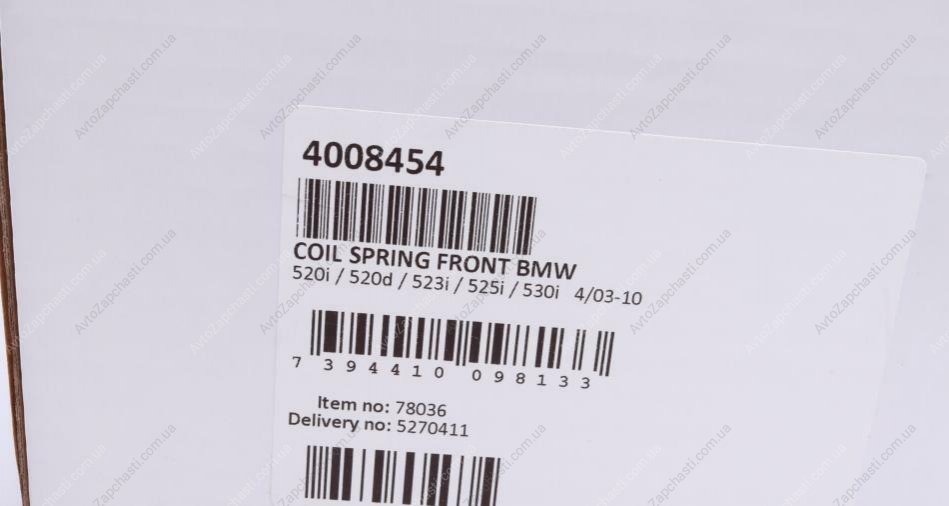 4008454
COIL SPRING FRONT BMW
520i / 520d / 523i / 525i / 530i 4/03-10
7 394410 098133
Item no: 78036
Delivery no: 5270411
AvtoZapchasti.com.ua